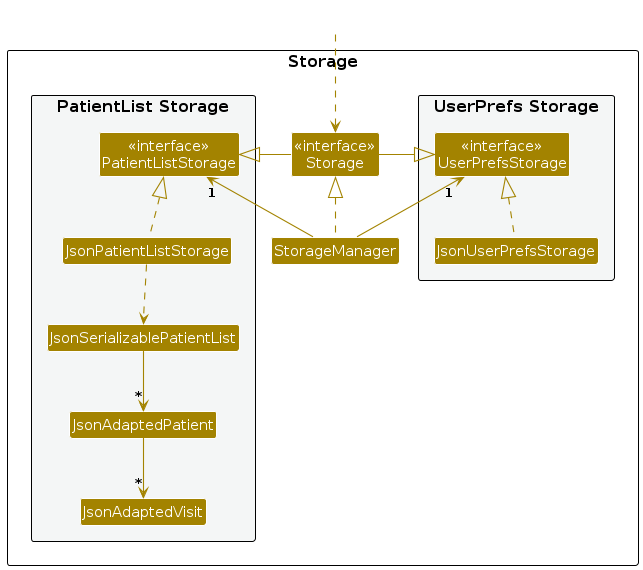 Storage
PatientList Storage
UserPrefs Storage
«interface»
PatientListStorage
«interface»
Storage
«interface»
UserPrefsStorage
1
1
JsonPatientListStorage
StorageManager
JsonUserPrefsStorage
JsonSerializablePatientList
*
JsonAdaptedPatient
*
JsonAdaptedVisit